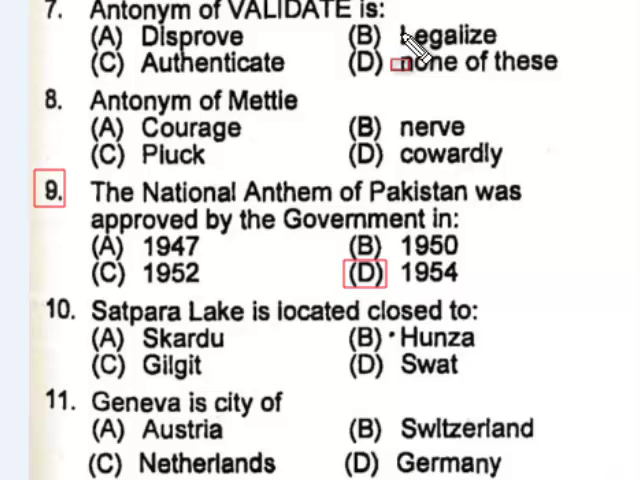 7. Antonym of VALIDATE is:
(A) Disprove (B) Legalize
(C) Authenticate (D) none of these
8. Antonym of Mettle
(A) Courage (B) nerve
(C) Pluck (D) cowardly
9. The National Anthem of Pakistan was
approved by the Government in:
(A) 1947 (B) 1950
(C) 1952 (D) 1954
10. Satpara Lake is located closed to:
(A) Skardu (B) Hunza
(C) Gilgit (D) Swat
11. Geneva is city of
(A) Austria (B) Switzerland
(C) Netherlands (D) Germany